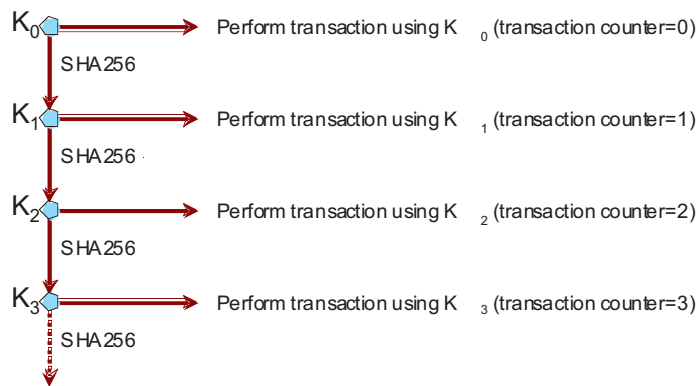 K0 Perform transaction using K 0 (transaction counter=0)
SHA256
K1 Perform transaction using K 1 (transaction counter=1)
SHA256
K2 Perform transaction using K 2 (transaction counter=2)
SHA256
K3 Perform transaction using K 3 (transaction counter=3)
SHA256